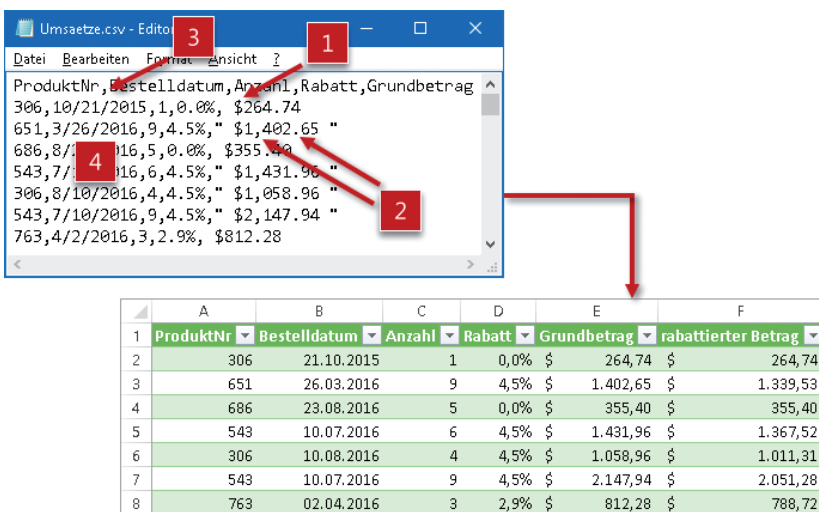 Umsaetze.csv - Editor
3
1
Datei Bearbeiten Format Ansicht ?
ProduktNr,Bestelldatum,Anzahl,Rabatt,Grundbetrag
306,10/21/2015,1,0.0%, $264.74
651,3/26/2016,9,4.5%," $1,402.65 "
686,8/2 16,5,0.0%, $355.40
543,7/ 16,6,4.5%," $1,431.96 "
4
306,8/10/2016,4,4.5%," $1,058.96 "
2
543,7/10/2016,9,4.5%," $2,147.94 "
763,4/2/2016,3,2.9%, $812.28
A B C D E F
1 ProduktNr Bestelldatum Anzahl Rabatt Grundbetrag rabattierter Betrag
2 306 21.10.2015 1 0,0% $ 264,74 $ 264,74
3 651 26.03.2016 9 4,5% $ 1.402,65 $ 1.339,53
4 686 23.08.2016 5 0,0% $ 355,40 $ 355,40
5 543 10.07.2016 6 4,5% $ 1.431,96 $ 1.367,52
6 306 10.08.2016 4 4,5% $ 1.058,96 $ 1.011,31
7 543 10.07.2016 9 4,5% $ 2.147,94 $ 2.051,28
8 763 02.04.2016 3 2,9% $ 812,28 $ 788,72